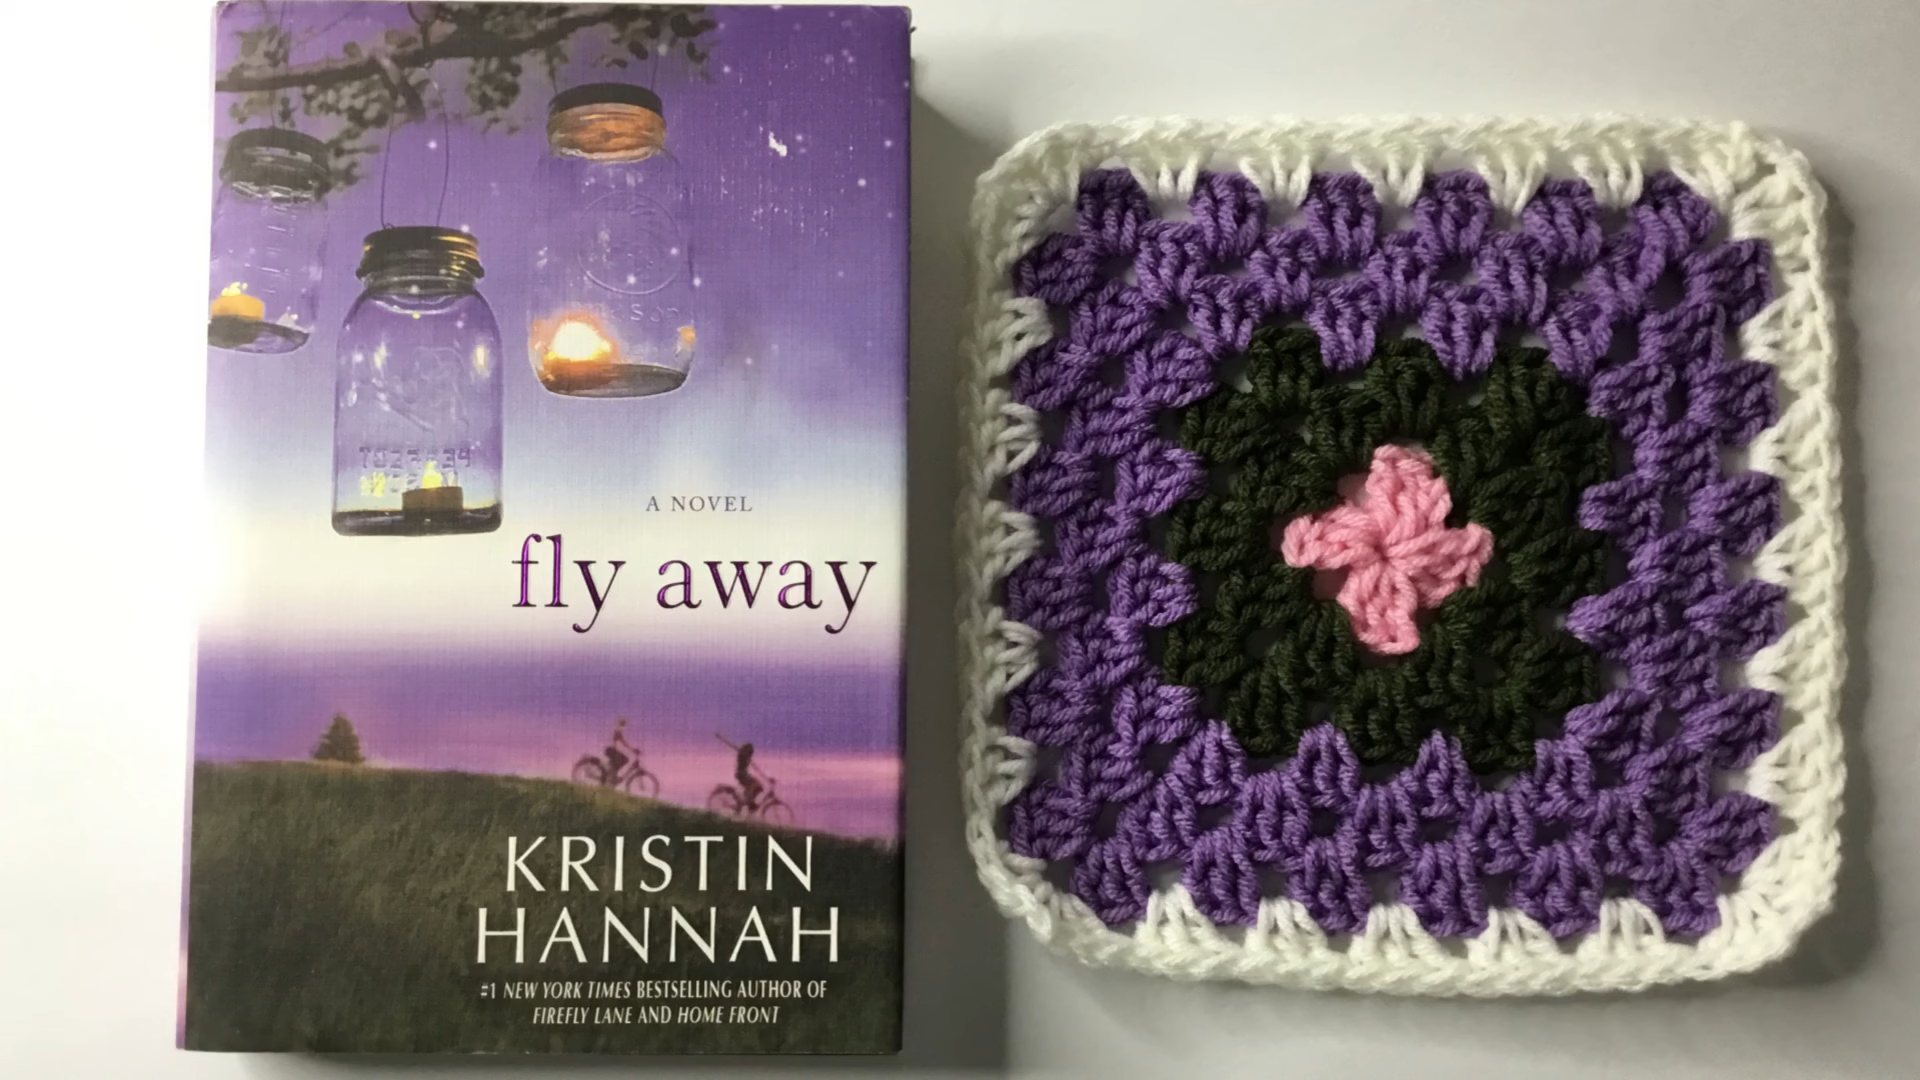 A NOVEL
fly away
KRISTIN
HANNAH
#1 NEW YORK TIMES BESTSELLING AUTHOR OF
FIREFLY LANE AND HOME FRONT